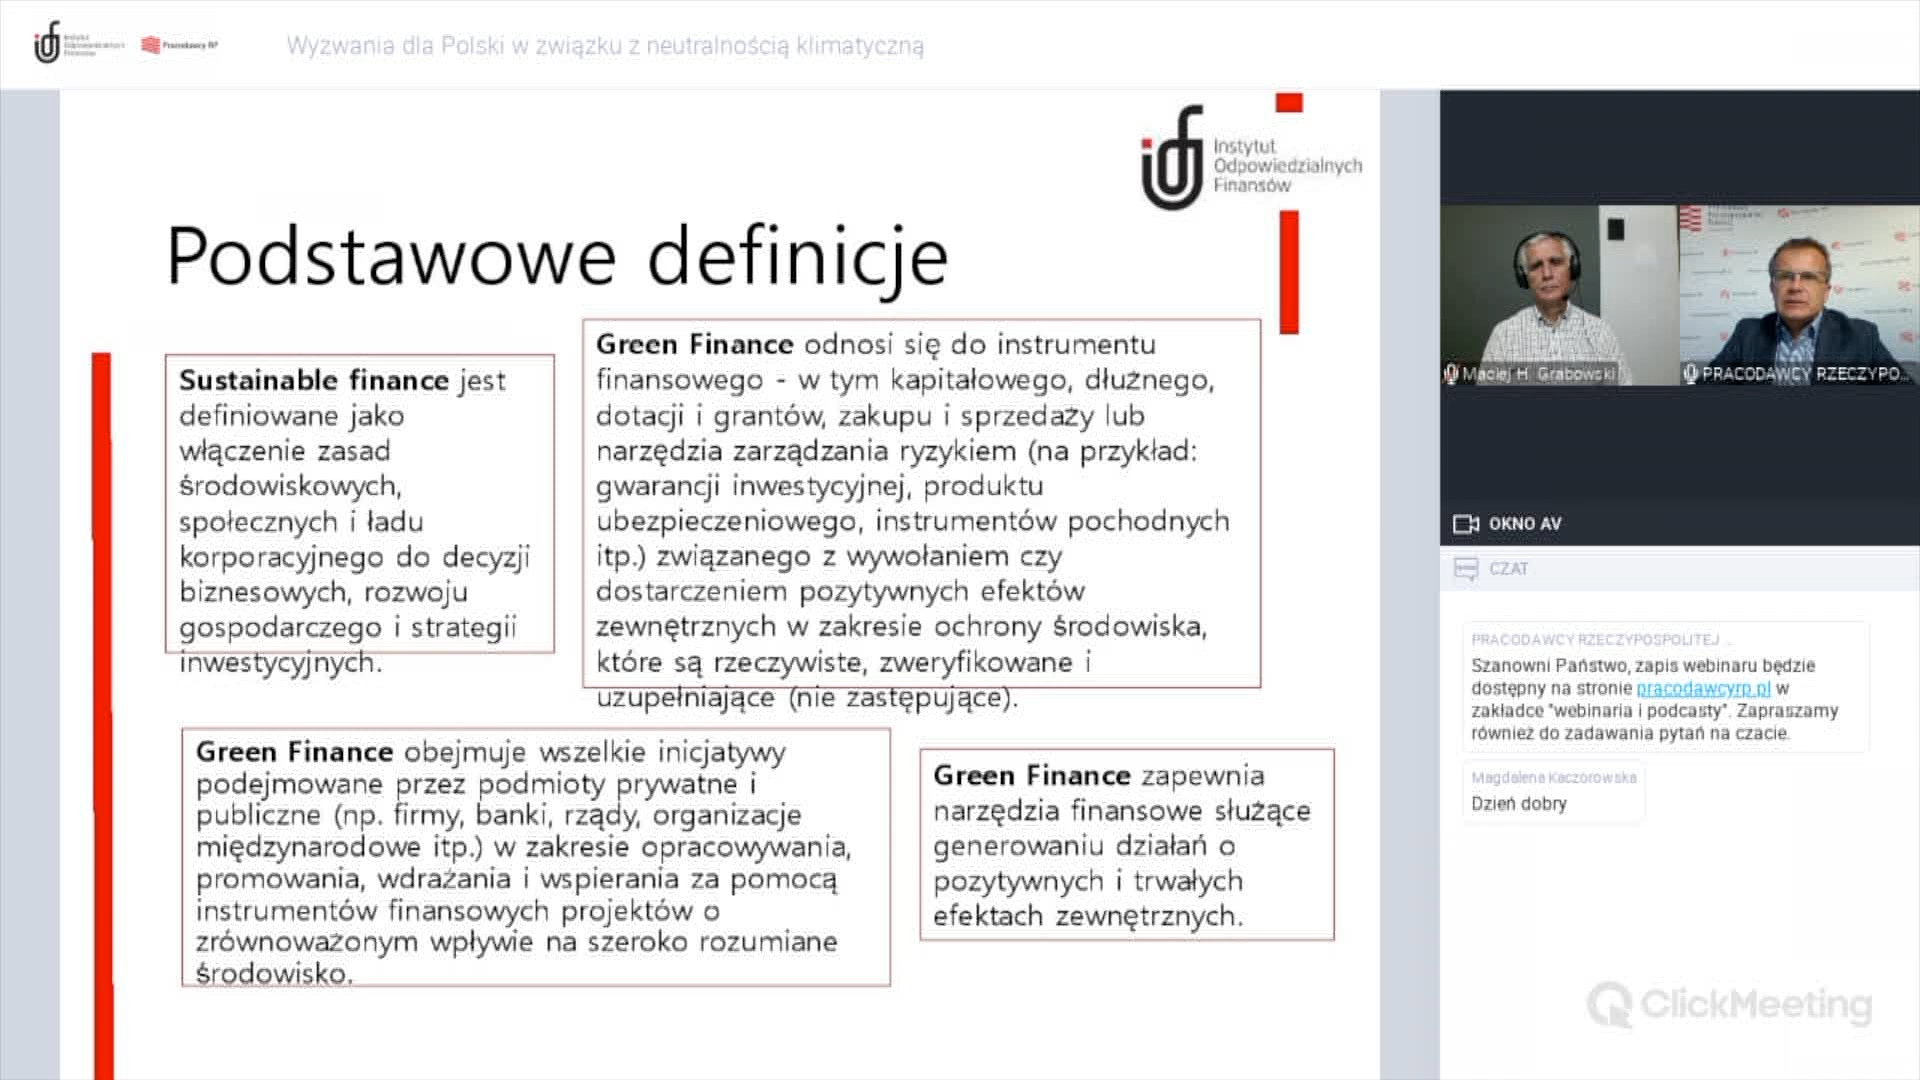 Instytut
Odpowiedzialnych
Finansów
Pracodawcy RP
Wyzwania dla Polski w związku z neutralnością klimatyczną
idf
Instytut
Odpowiedzialnych
Finansów
Podstawowe definicje
Sustainable finance jest
definiowane jako
włączenie zasad
środowiskowych,
społecznych i ładu
korporacyjnego do decyzji
biznesowych, rozwoju
gospodarczego i strategii
inwestycyjnych.
Green Finance odnosi się do instrumentu
finansowego - w tym kapitałowego, dłużnego,
dotacji i grantów, zakupu i sprzedaży lub
narzędzia zarządzania ryzykiem (na przykład:
gwarancji inwestycyjnej, produktu
ubezpieczeniowego, instrumentów pochodnych
itp.) związanego z wywołaniem czy
dostarczeniem pozytywnych efektów
zewnętrznych w zakresie ochrony środowiska,
które są rzeczywiste, zweryfikowane i
uzupełniające (nie zastępujące).
Green Finance obejmuje wszelkie inicjatywy
podejmowane przez podmioty prywatne i
publiczne (np. firmy, banki, rządy, organizacje
międzynarodowe itp.) w zakresie opracowywania,
promowania, wdrażania i wspierania za pomocą
instrumentów finansowych projektów o
zrównoważonym wpływie na szeroko rozumiane
środowisko.
Green Finance zapewnia
narzędzia finansowe służące
generowaniu działań o
pozytywnych i trwałych
efektach zewnętrznych.
Maciej H. Grabowski
PRACODAWCY RZECZYPO...
OKNO AV
CZAT
PRACODAWCY RZECZYPOSPOLITEJ ...
Szanowni Państwo, zapis webinaru będzie
dostępny na stronie pracodawcyrp.pl w
zakładce "webinaria i podcasty". Zapraszamy
również do zadawania pytań na czacie.
Magdalena Kaczorowska
Dzień dobry
ClickMeeting